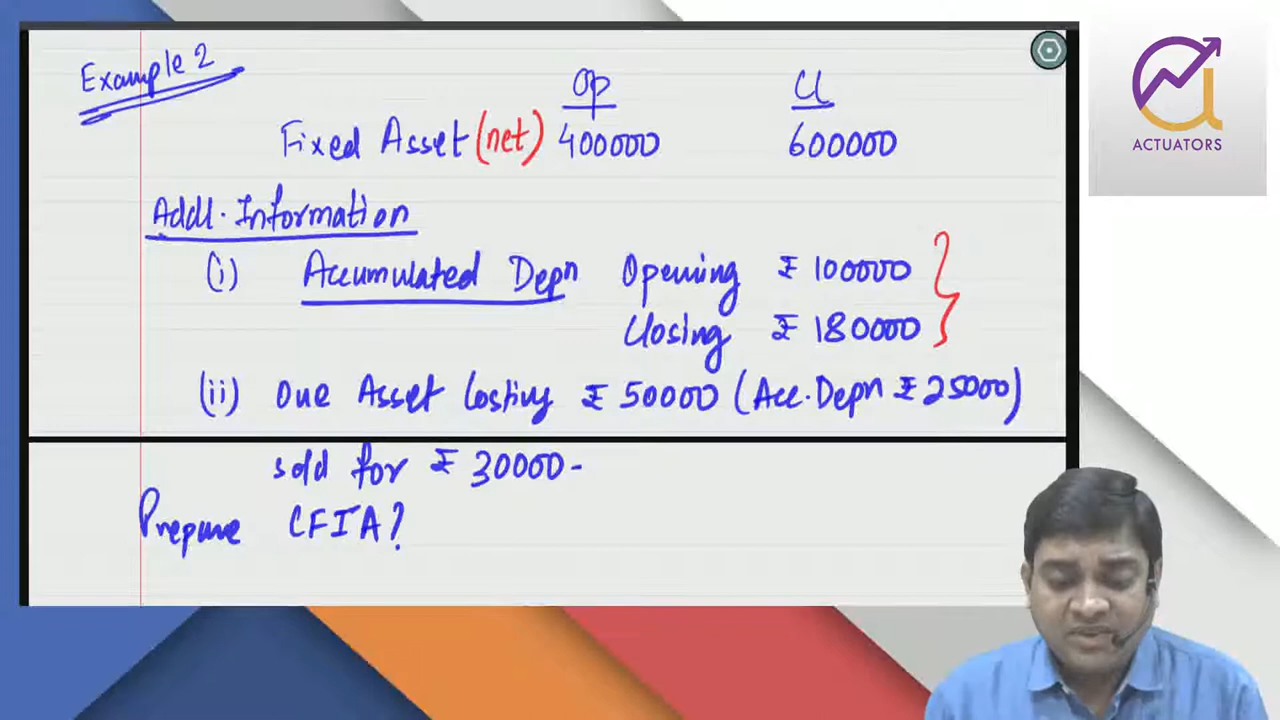 Example 2
Op Cl
Fixed Asset (net) 400000 600000
Addl. Information
(i) Accumulated Depn Opening ₹ 100000
Closing ₹ 180000
(ii) One Asset Costing ₹ 50000 (Acc. Depn ₹ 25000)
sold for ₹ 30000-
Prepare CFIA?
ACTUATORS